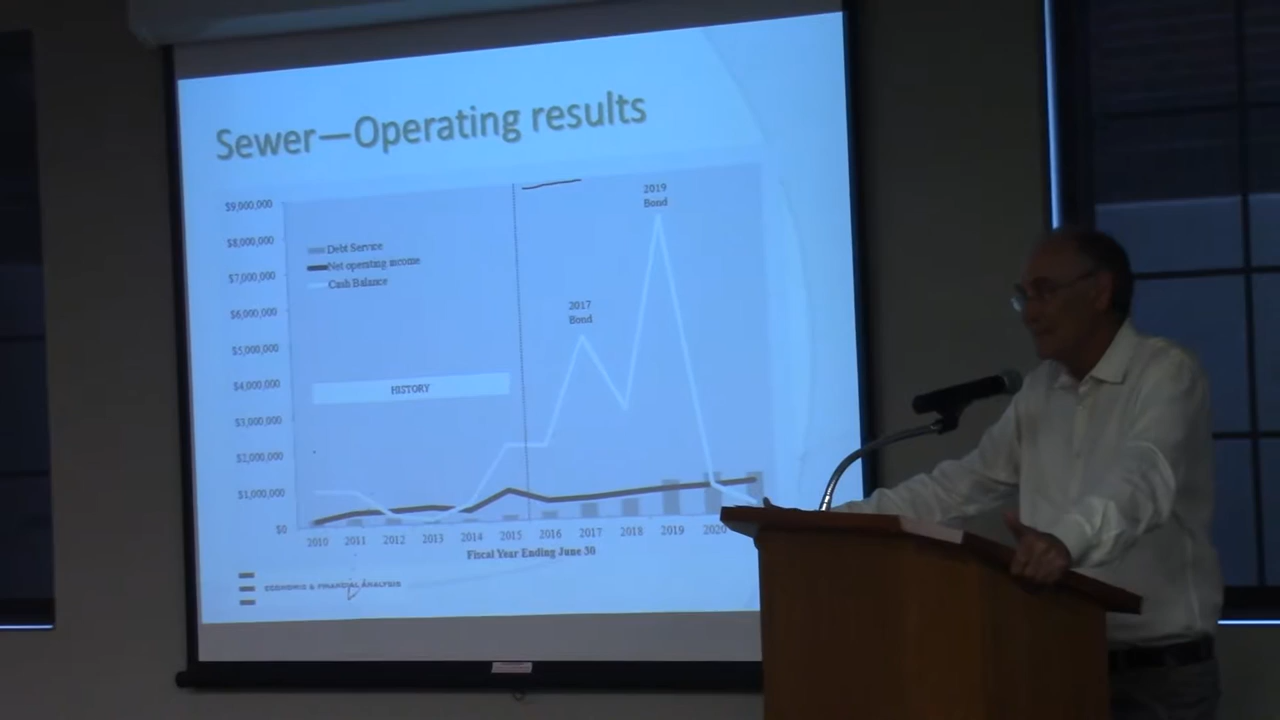 Sewer—Operating results
$9,000,000
$8,000,000
$7,000,000
$6,000,000
$5,000,000
$4,000,000
$3,000,000
$2,000,000
$1,000,000
$0
Debt Service
Net operating income
Cash Balance
HISTORY
2017
Bond
2019
Bond
2010 2011 2012 2013 2014 2015 2016 2017 2018 2019 2020
Fiscal Year Ending June 30
ECONOMIC & FINANCIAL ANALYSIS